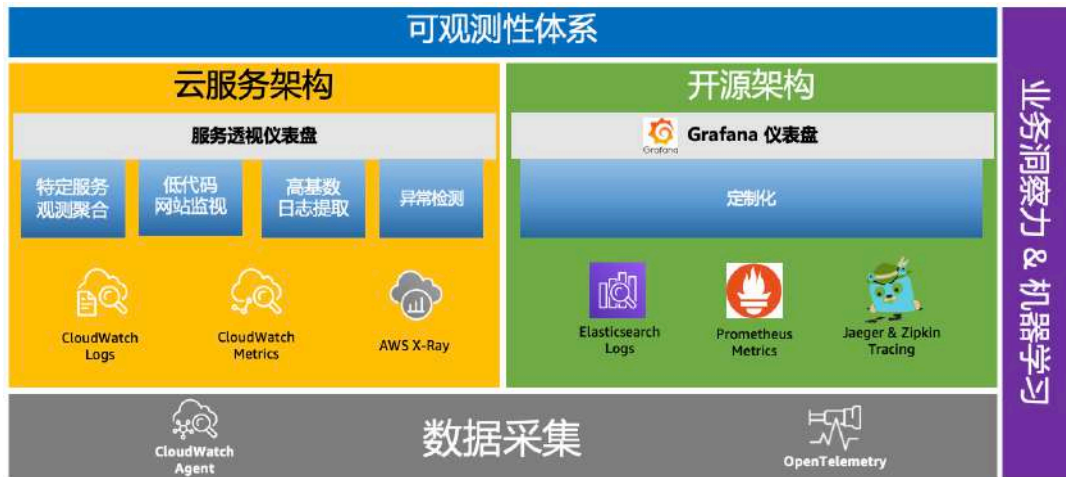 可观测性体系
云服务架构
服务透视仪表盘
特定服务
观测聚合
低代码
网站监视
高基数
日志提取
异常检测
CloudWatch
Logs
CloudWatch
Metrics
AWS X-Ray
开源架构
Grafana
Grafana 仪表盘
定制化
Elasticsearch
Logs
Prometheus
Metrics
Jaeger & Zipkin
Tracing
CloudWatch
Agent
数据采集
OpenTelemetry
业务洞察力 & 机器学习